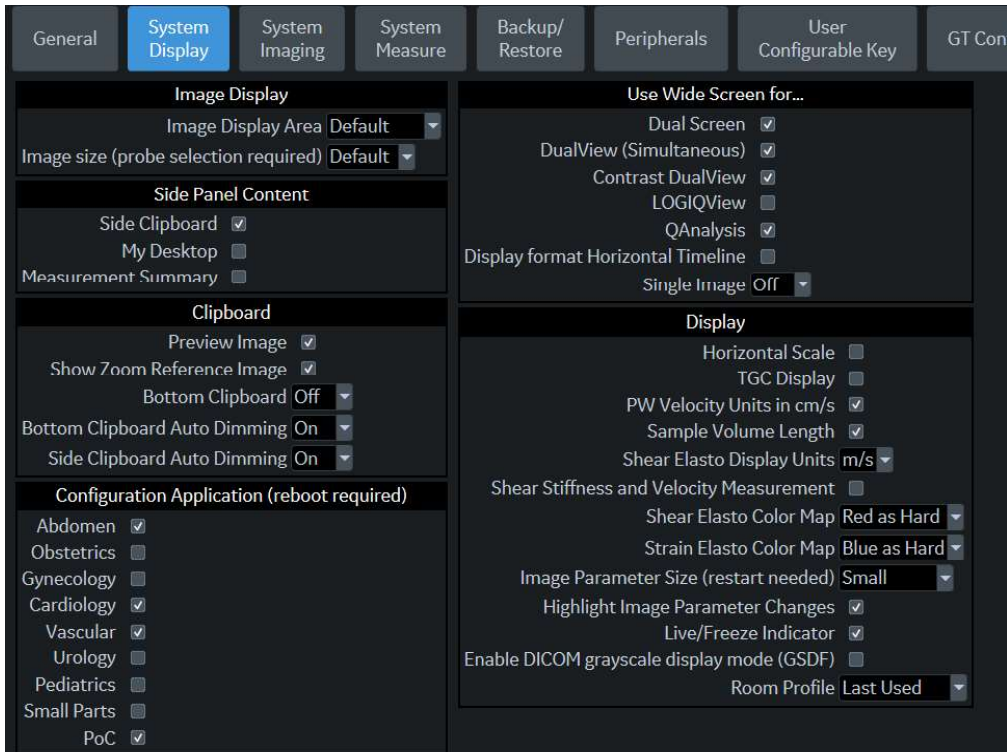 General
System
Display
System
Imaging
System
Measure
Backup/
Restore
Peripherals
User
Configurable Key
GT Con
Image Display
Image Display Area Default
Image size (probe selection required) Default
Side Panel Content
Side Clipboard
My Desktop
Measurement Summary
Clipboard
Preview Image
Show Zoom Reference Image
Bottom Clipboard Off
Bottom Clipboard Auto Dimming On
Side Clipboard Auto Dimming On
Configuration Application (reboot required)
Abdomen
Obstetrics
Gynecology
Cardiology
Vascular
Urology
Pediatrics
Small Parts
PoC
Use Wide Screen for...
Dual Screen
DualView (Simultaneous)
Contrast DualView
LOGIQView
QAnalysis
Display format Horizontal Timeline
Single Image Off
Display
Horizontal Scale
TGC Display
PW Velocity Units in cm/s
Sample Volume Length
Shear Elasto Display Units m/s
Shear Stiffness and Velocity Measurement
Shear Elasto Color Map Red as Hard
Strain Elasto Color Map Blue as Hard
Image Parameter Size (restart needed) Small
Highlight Image Parameter Changes
Live/Freeze Indicator
Enable DICOM grayscale display mode (GSDF)
Room Profile Last Used